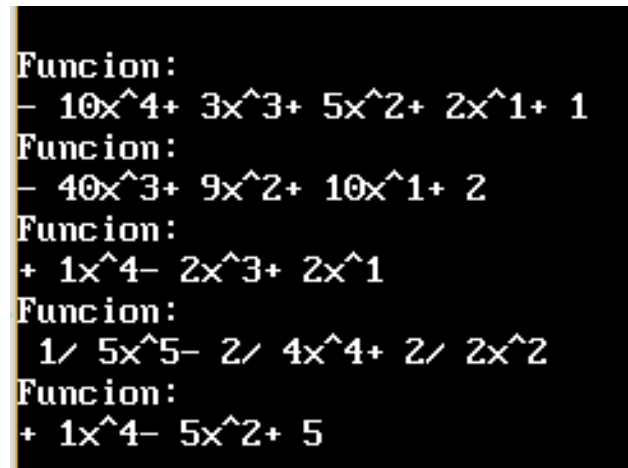 Funcion:
- 10x^4+ 3x^3+ 5x^2+ 2x^1+ 1
Funcion:
- 40x^3+ 9x^2+ 10x^1+ 2
Funcion:
+ 1x^4- 2x^3+ 2x^1
Funcion:
1/ 5x^5- 2/ 4x^4+ 2/ 2x^2
Funcion:
+ 1x^4- 5x^2+ 5